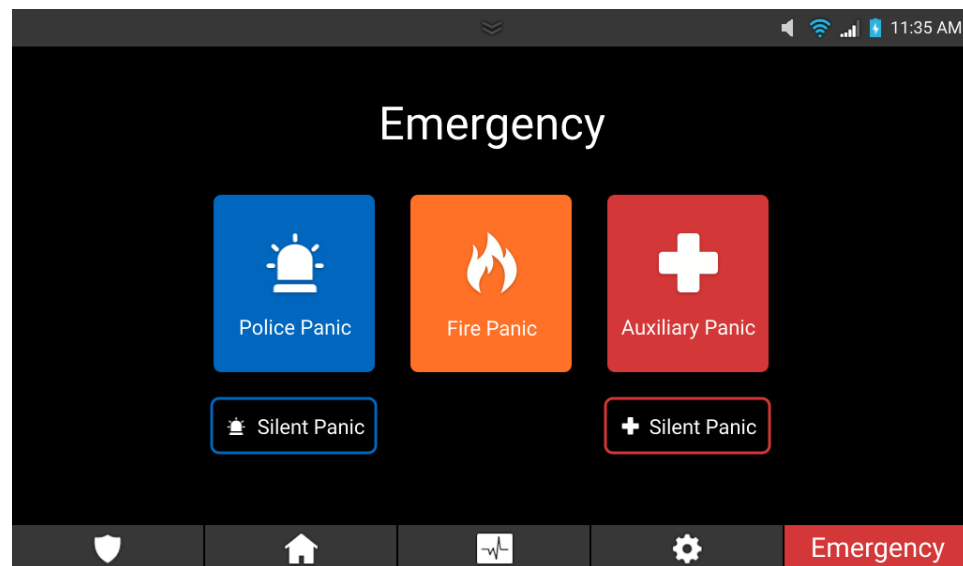 11:35 AM
Emergency
Police Panic
Fire Panic
Auxiliary Panic
Silent Panic
Silent Panic
Emergency